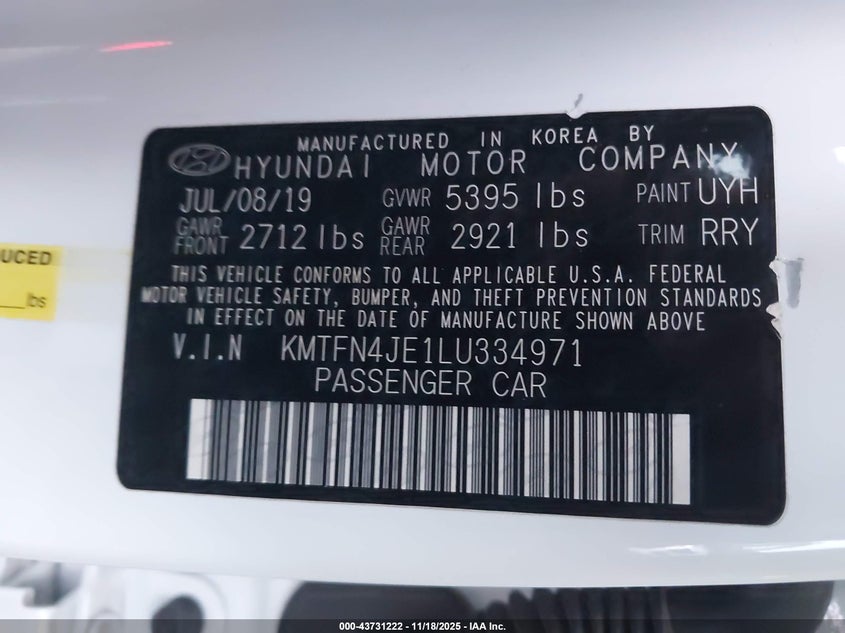 MANUFACTURED IN KOREA BY
HYUNDAI MOTOR COMPANY
JUL/08/19 GVWR 5395 lbs PAINT UYH
GAWR FRONT 2712 lbs GAWR REAR 2921 lbs TRIM RRY
THIS VEHICLE CONFORMS TO ALL APPLICABLE U.S.A. FEDERAL
MOTOR VEHICLE SAFETY, BUMPER, AND THEFT PREVENTION STANDARDS
IN EFFECT ON THE DATE OF MANUFACTURE SHOWN ABOVE
V.I.N KMTFN4JE1LU334971
PASSENGER CAR
UCED
lbs
000-43731222 - 11/18/2025 - IAA Inc.